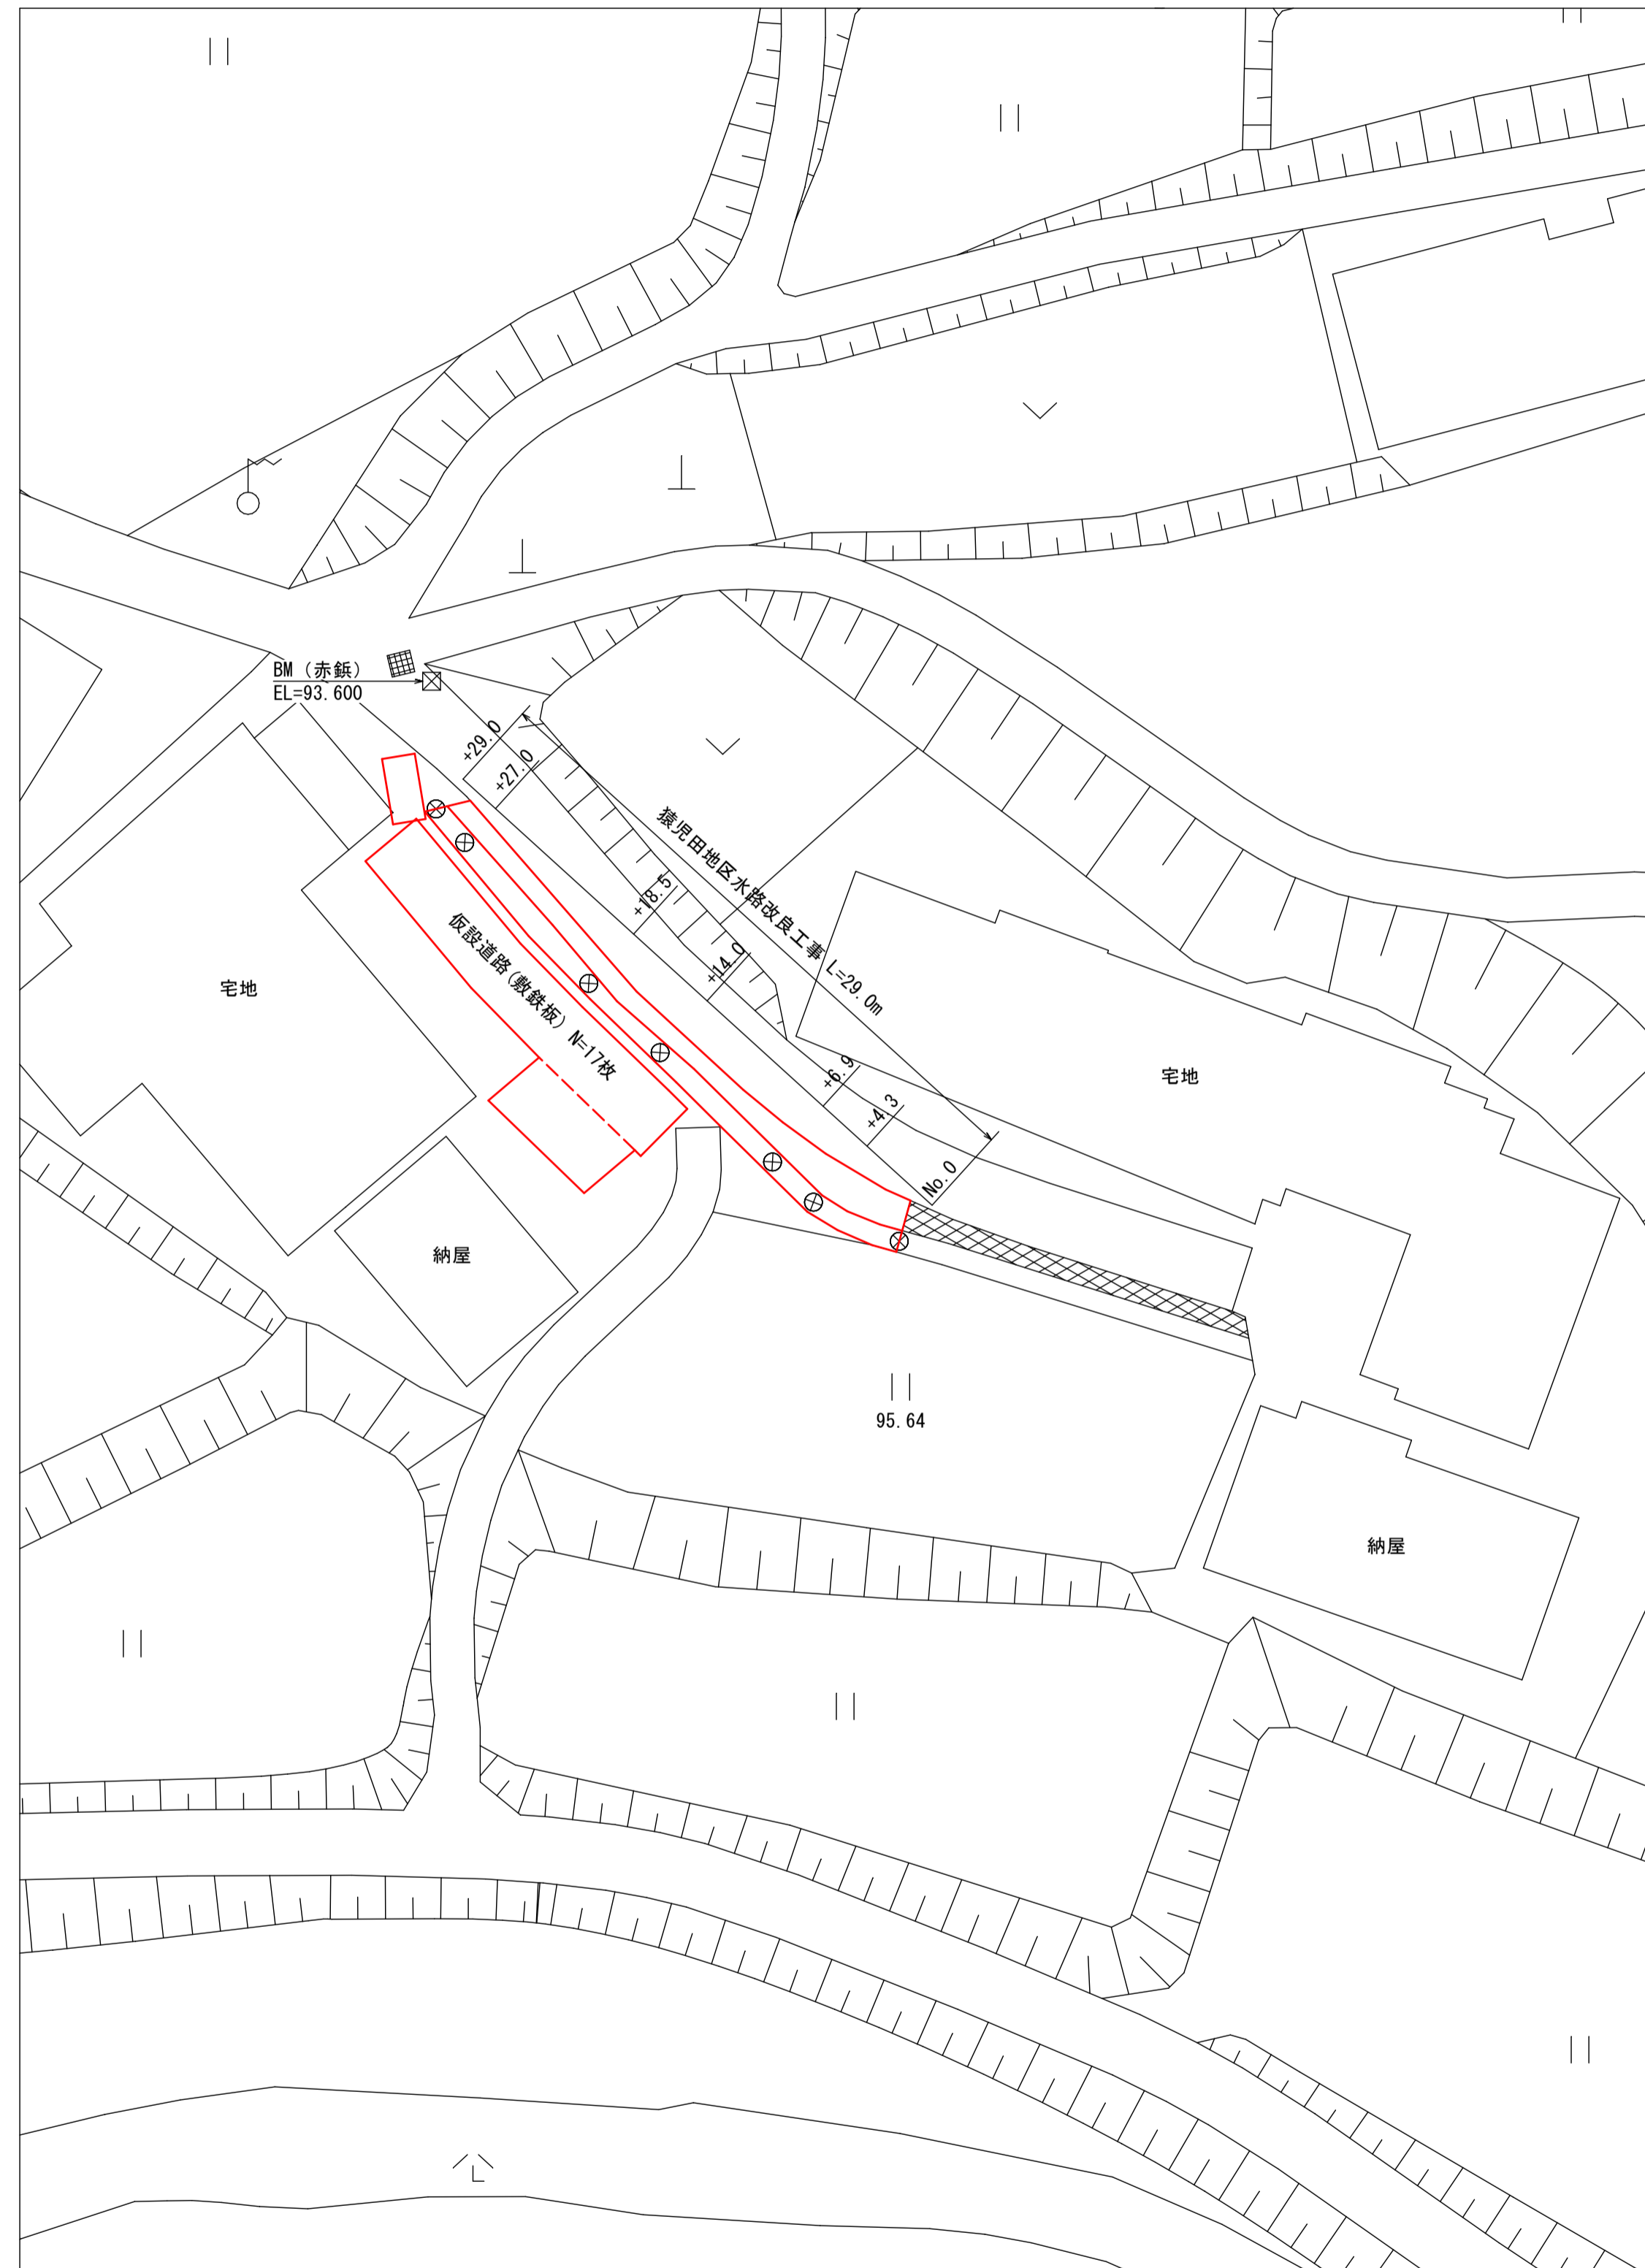 BM（赤鋲）
EL=93.600
+29.0
+27.0
猿児田地区水路改良工事 L=29.0m
+18.5
仮設道路(敷鉄板) N=17枚
+14.0
宅地
+6.9
宅地
+4.3
No.0
納屋
95.64
納屋